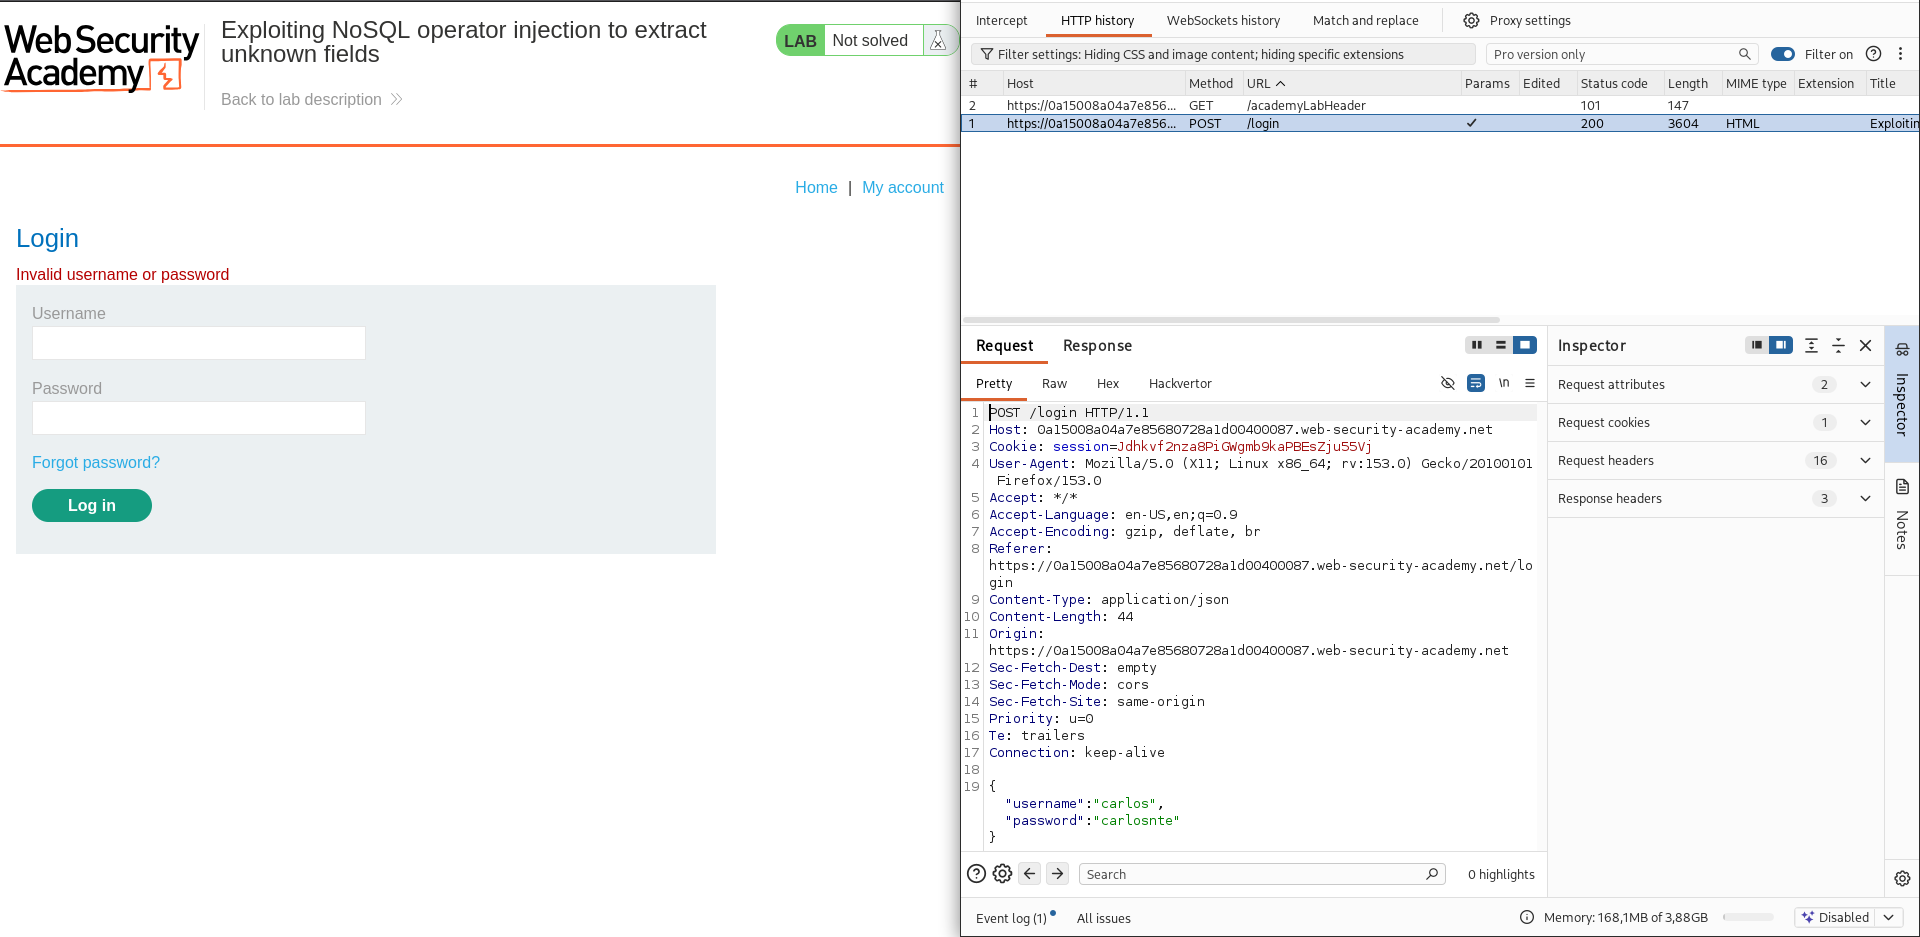 Web Security
Academy
Exploiting NoSQL operator injection to extract
unknown fields
Back to lab description
LAB Not solved
Home | My account
Login
Invalid username or password
Username
Password
Forgot password?
Log in
Intercept HTTP history WebSockets history Match and replace Proxy settings
Filter settings: Hiding CSS and image content; hiding specific extensions
Pro version only
Filter on
# Host Method URL Params Edited Status code Length MIME type Extension Title
2 https://0a15008a04a7e856... GET /academyLabHeader 101 147
1 https://0a15008a04a7e856... POST /login ✓ 200 3604 HTML Exploitin
Request Response
Pretty Raw Hex Hackvertor
\n
1 POST /login HTTP/1.1
2 Host: 0a15008a04a7e85680728a1d00400087.web-security-academy.net
3 Cookie: session=Jdhkvf2nza8PiGWgmb9kaPBEsZju55Vj
4 User-Agent: Mozilla/5.0 (X11; Linux x86_64; rv:153.0) Gecko/20100101
Firefox/153.0
5 Accept: */*
6 Accept-Language: en-US,en;q=0.9
7 Accept-Encoding: gzip, deflate, br
8 Referer:
https://0a15008a04a7e85680728a1d00400087.web-security-academy.net/lo
gin
9 Content-Type: application/json
10 Content-Length: 44
11 Origin:
https://0a15008a04a7e85680728a1d00400087.web-security-academy.net
12 Sec-Fetch-Dest: empty
13 Sec-Fetch-Mode: cors
14 Sec-Fetch-Site: same-origin
15 Priority: u=0
16 Te: trailers
17 Connection: keep-alive
18
19 {
"username":"carlos",
"password":"carlosnte"
}
Search
0 highlights
Inspector
Request attributes 2
Request cookies 1
Request headers 16
Response headers 3
Inspector
Notes
Event log (1) All issues
Memory: 168,1MB of 3,88GB
Disabled